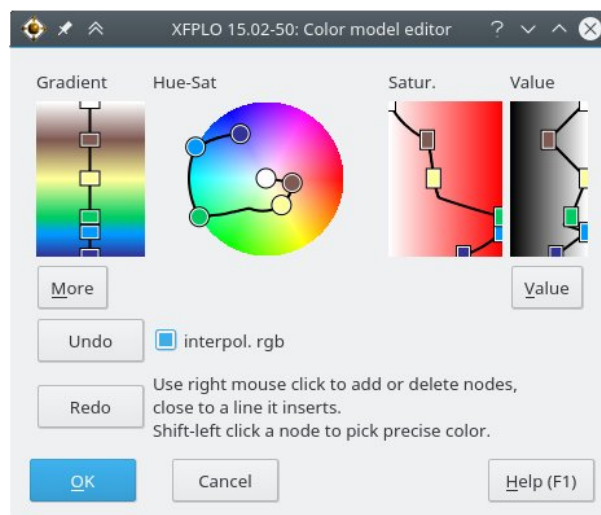 XFPLO 15.02-50: Color model editor
Gradient Hue-Sat Satur. Value
More Value
Undo interpol. rgb
Redo
Use right mouse click to add or delete nodes,
close to a line it inserts.
Shift-left click a node to pick precise color.
OK Cancel Help (F1)